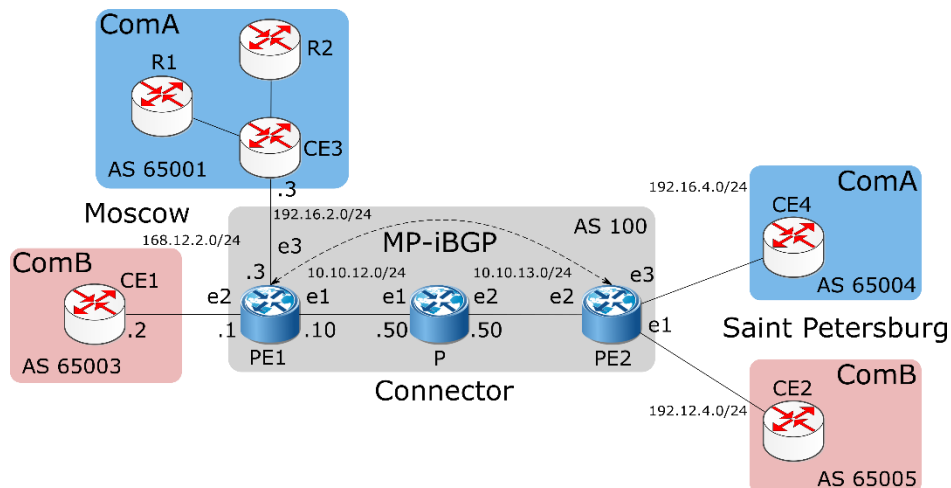 ComA
R2
R1
CE3
AS 65001
.3
Moscow
192.16.2.0/24
168.12.2.0/24
ComB
CE1
.2
AS 65003
AS 100
MP-iBGP
e3
.3
10.10.12.0/24
10.10.13.0/24
e2
e1
e1
e2
e2
e3
.1
.10
.50
.50
e1
PE1
P
PE2
Connector
192.16.4.0/24
ComA
CE4
AS 65004
Saint Petersburg
ComB
CE2
192.12.4.0/24
AS 65005